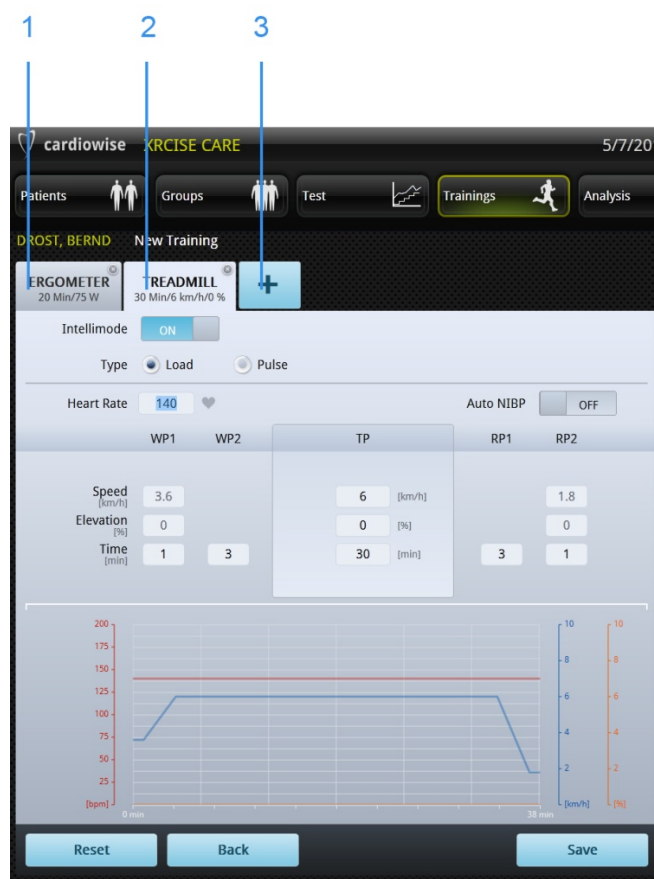 1 2 3
cardiowise XRCISE CARE 5/7/20
Patients Groups Test Trainings Analysis
DROST, BERND New Training
ERGOMETER TREADMILL +
20 Min/75 W 30 Min/6 km/h/0 %
Intellimode ON
Type Load Pulse
Heart Rate 140 Auto NIBP OFF
WP1 WP2 TP RP1 RP2
Speed 3.6 6 [km/h] 1.8
[km/h]
Elevation 0 0 [%] 0
[%]
Time 1 3 30 [min] 3 1
[min]
200 10 10
175
150 8 8
125 6 6
100
75 4 4
50
25 2 2
[bpm] [km/h] [%]
0 min 38 min
Reset Back Save